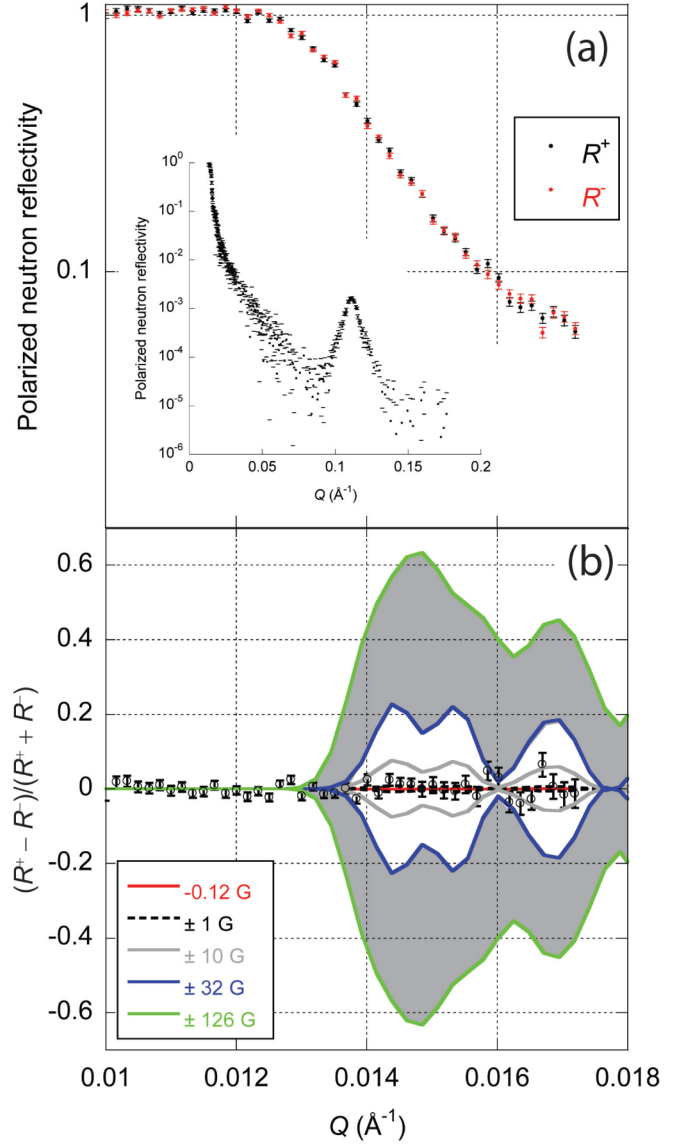 1
(a)
Polarized neutron reflectivity
R⁺
R⁻
0.1
10⁰
10⁻¹
10⁻²
10⁻³
10⁻⁴
10⁻⁵
10⁻⁶
Polarized neutron reflectivity
0 0.05 0.1 0.15 0.2
Q (Å⁻¹)
(b)
0.6
0.4
0.2
0
-0.2
-0.4
-0.6
(R⁺ − R⁻)/(R⁺ + R⁻)
-0.12 G
± 1 G
± 10 G
± 32 G
± 126 G
0.01 0.012 0.014 0.016 0.018
Q (Å⁻¹)